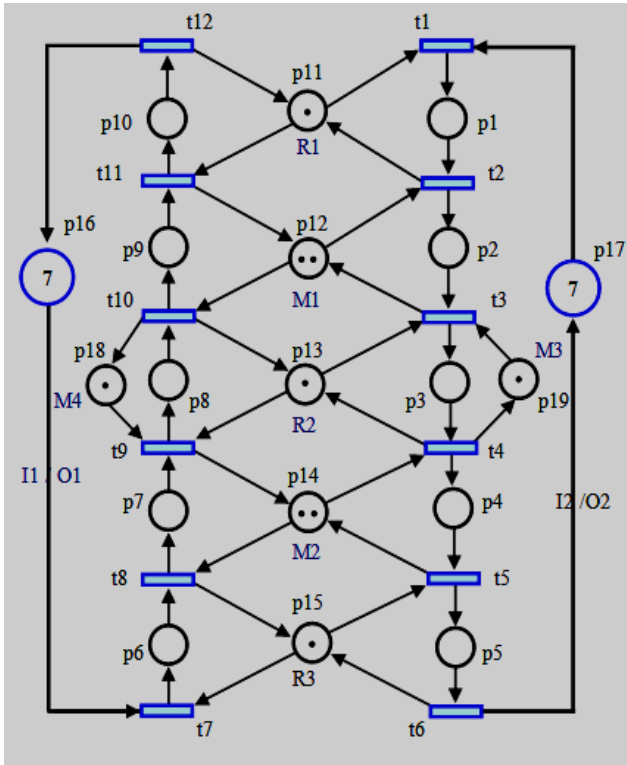 t12 t1
p11
p10 p1
R1
t11 t2
p16 p12 p17
p9 p2
7 7
M1
t10 t3
p18 p13 M3
M4 p8 p3 p19
R2
t9 t4
p14
I1 / O1 p7 p4 I2 /O2
M2
t8 t5
p15
p6 p5
R3
t7 t6